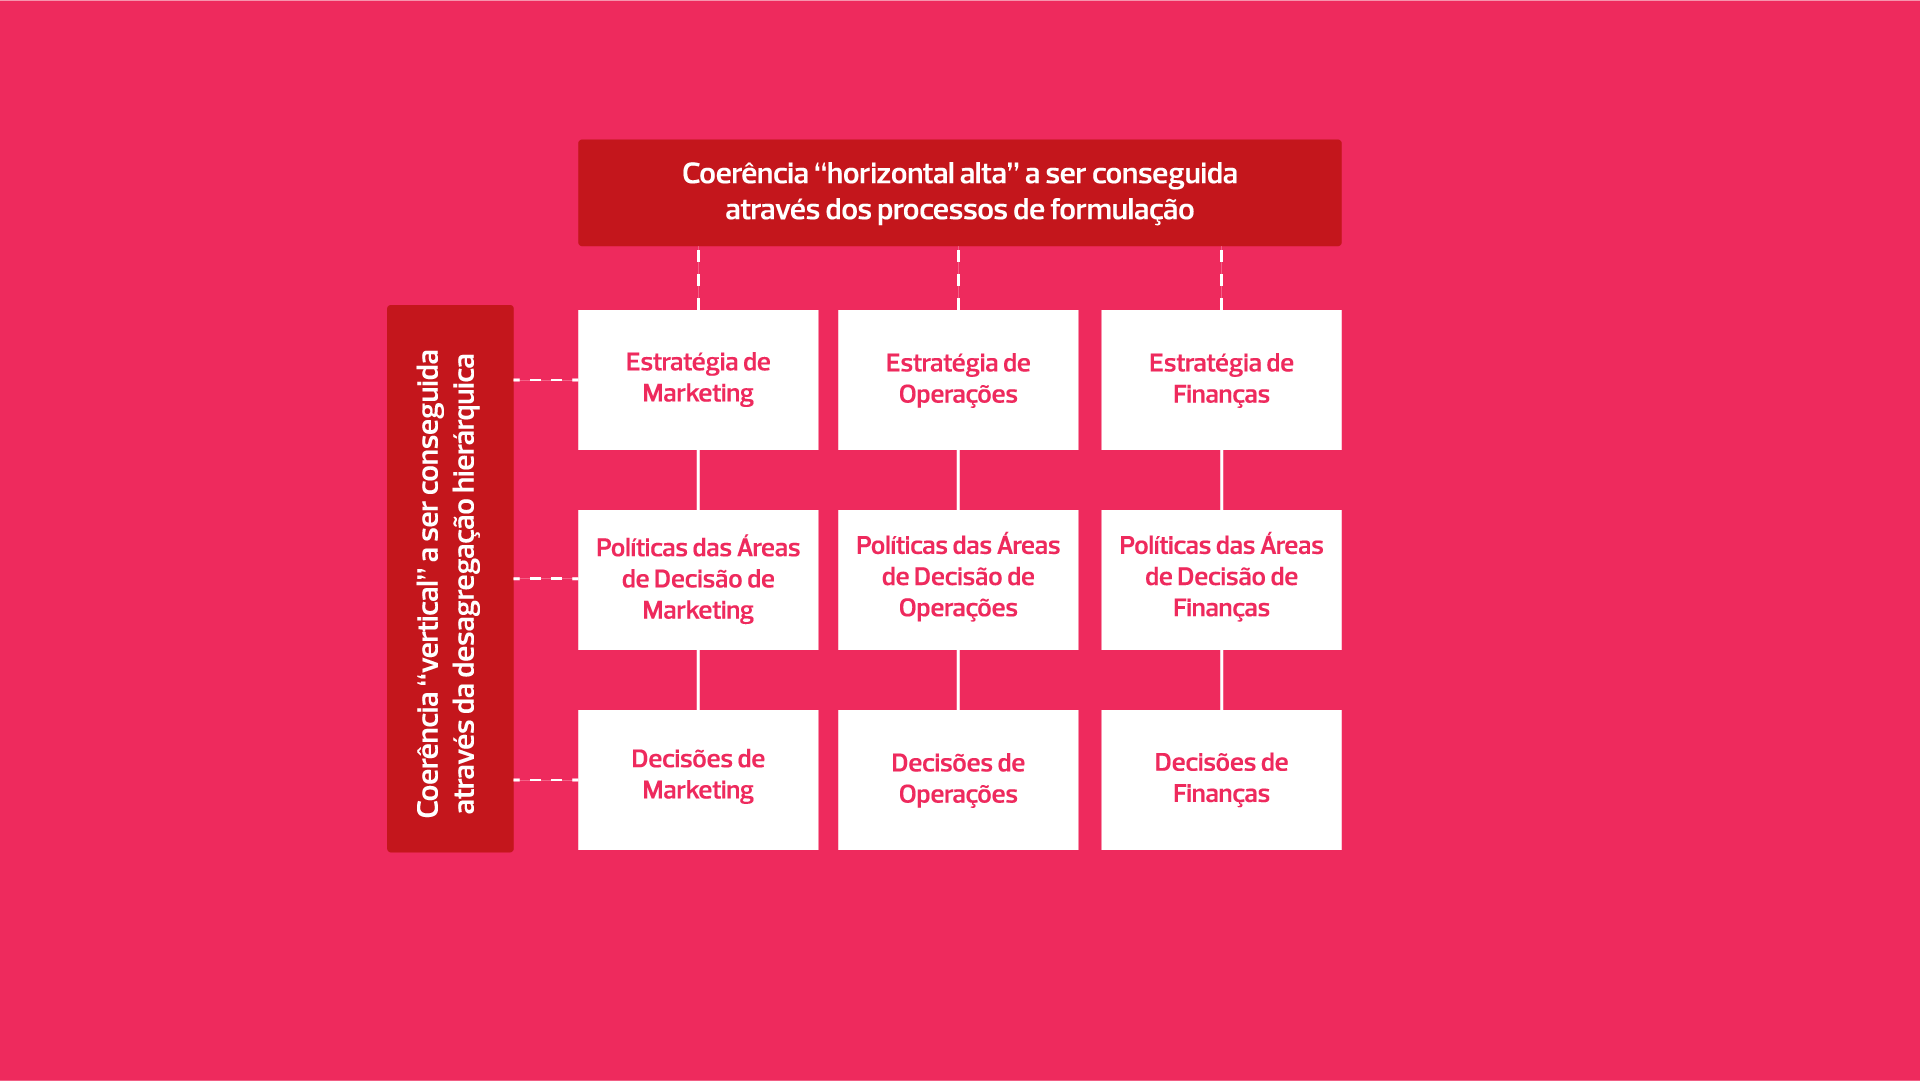 Coerência “horizontal alta” a ser conseguida
através dos processos de formulação
Coerência “vertical” a ser conseguida
através da desagregação hierárquica
Estratégia de
Marketing
Estratégia de
Operações
Estratégia de
Finanças
Políticas das Áreas
de Decisão de
Marketing
Políticas das Áreas
de Decisão de
Operações
Políticas das Áreas
de Decisão de
Finanças
Decisões de
Marketing
Decisões de
Operações
Decisões de
Finanças